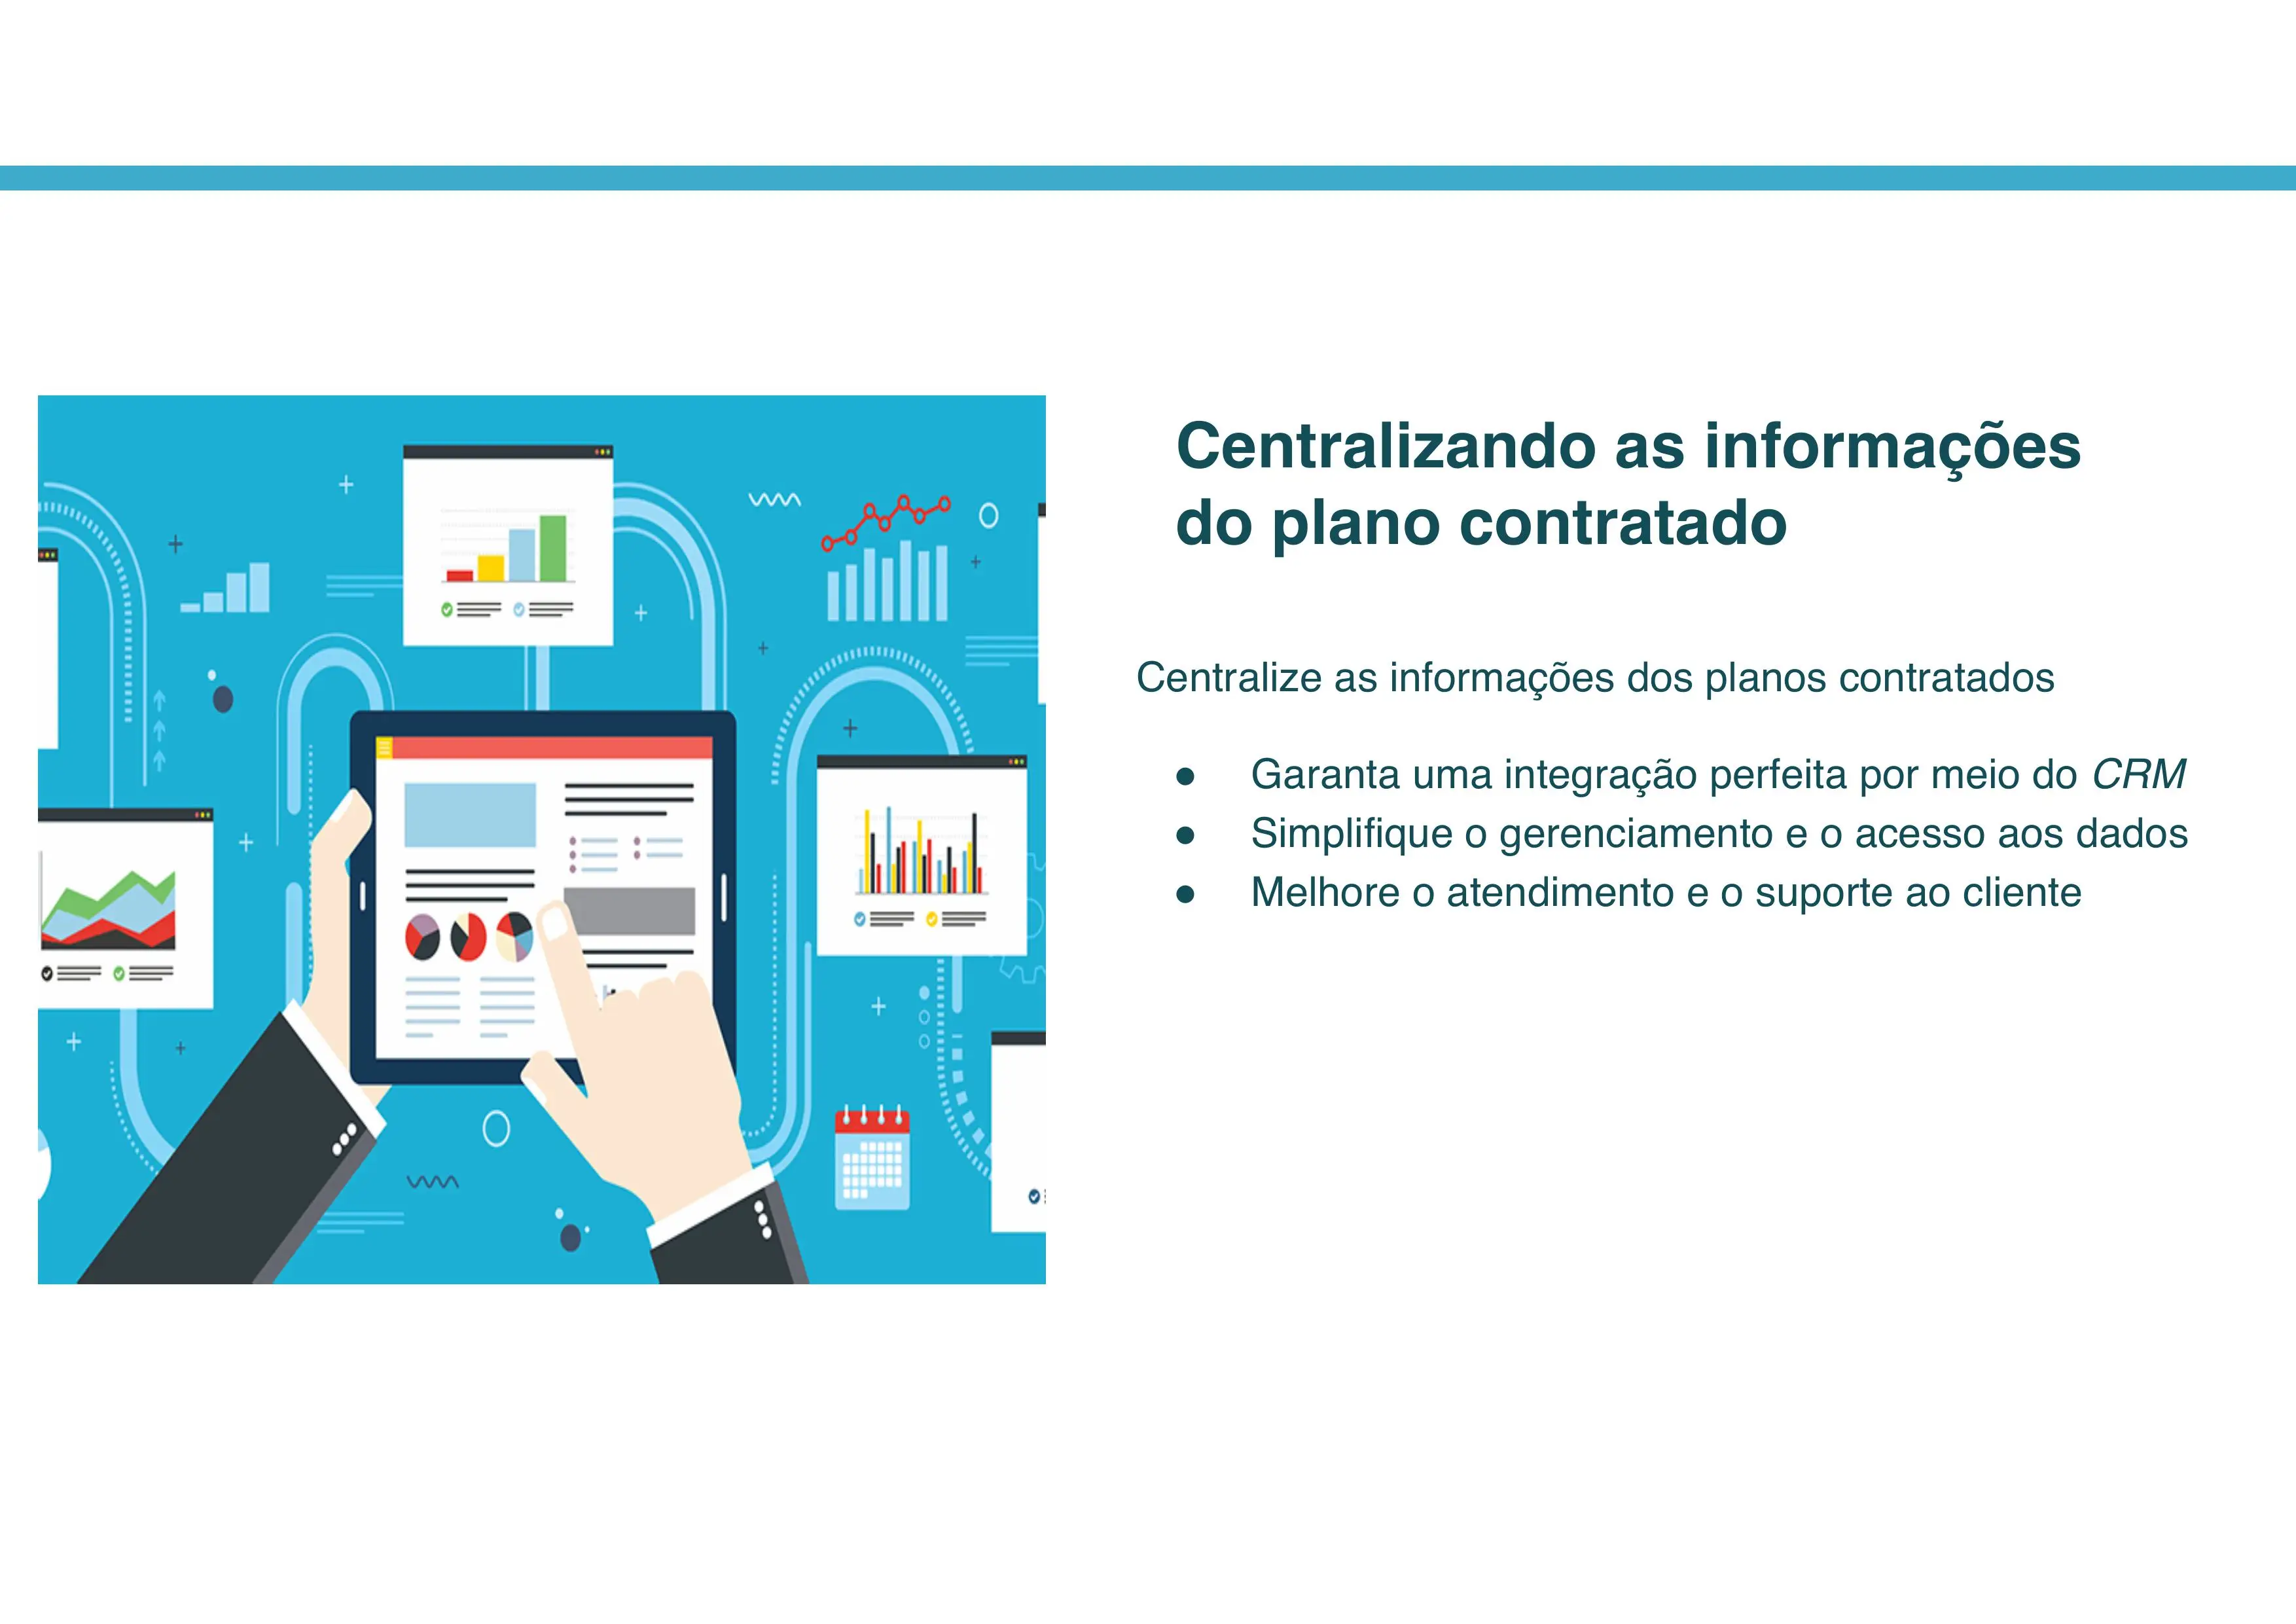 Centralizando as informações
do plano contratado
Centralize as informações dos planos contratados
● Garanta uma integração perfeita por meio do CRM
● Simplifique o gerenciamento e o acesso aos dados
● Melhore o atendimento e o suporte ao cliente